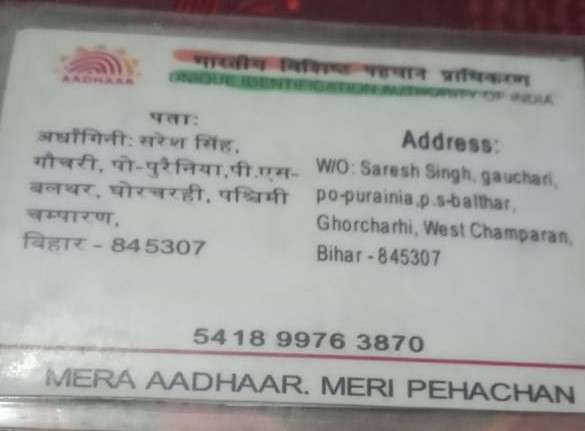 AADHAAR
भारतीय विशिष्ट पहचान प्राधिकरण
UNIQUE IDENTIFICATION AUTHORITY OF INDIA
पता:
अर्धांगिनी: सरेश सिंह,
गौचरी, पो-पुरैनिया,पी.एस-
बलथर, घोरचरही, पश्चिमी
चम्पारण,
बिहार - 845307
Address:
W/O: Saresh Singh, gauchari,
po-purainia,p.s-balthar,
Ghorcharhi, West Champaran,
Bihar - 845307
5418 9976 3870
MERA AADHAAR. MERI PEHACHAN